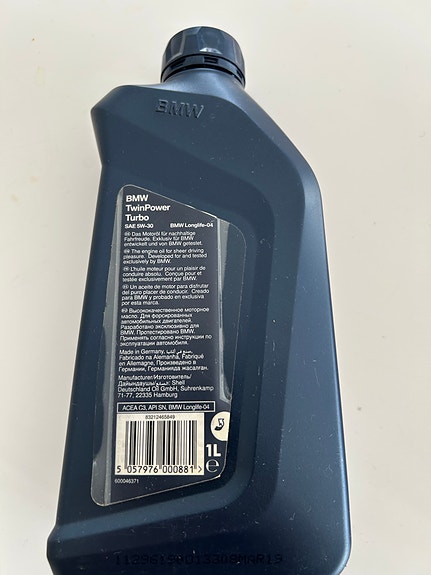 BMW
BMW
TwinPower
Turbo
SAE 5W-30 BMW Longlife-04
Das Motoröl für nachhaltige
Fahrfreude. Exklusiv für BMW
entwickelt und von BMW getestet.
The engine oil for sheer driving
pleasure. Developed for and tested
exclusively by BMW.
L'huile moteur pour un plaisir de
conduire absolu. Conçue pour et
testée exclusivement par BMW.
Un aceite de motor para disfrutar
del puro placer de conducir. Creado
para BMW y probado en exclusiva
por esta marca.
Высококачественное моторное
масло. Для форсированных
автомобильных двигателей.
Разработано эксклюзивно для
BMW. Протестировано BMW.
Применять согласно инструкции по
эксплуатации автомобиля.
Made in Germany, صنع في ألمانيا,
Fabricado na Alemanha, Fabriqué
en Allemagne, Произведено в
Германии, Германияда жасалған.
Manufacturer/Изготовитель/
Дайындаушы/الصانع: Shell
Deutschland Oil GmbH, Suhrenkamp
71-77, 22335 Hamburg
ACEA C3, API SN, BMW Longlife-04
83212465849
5 057976 000881 >
600046371
1L
e